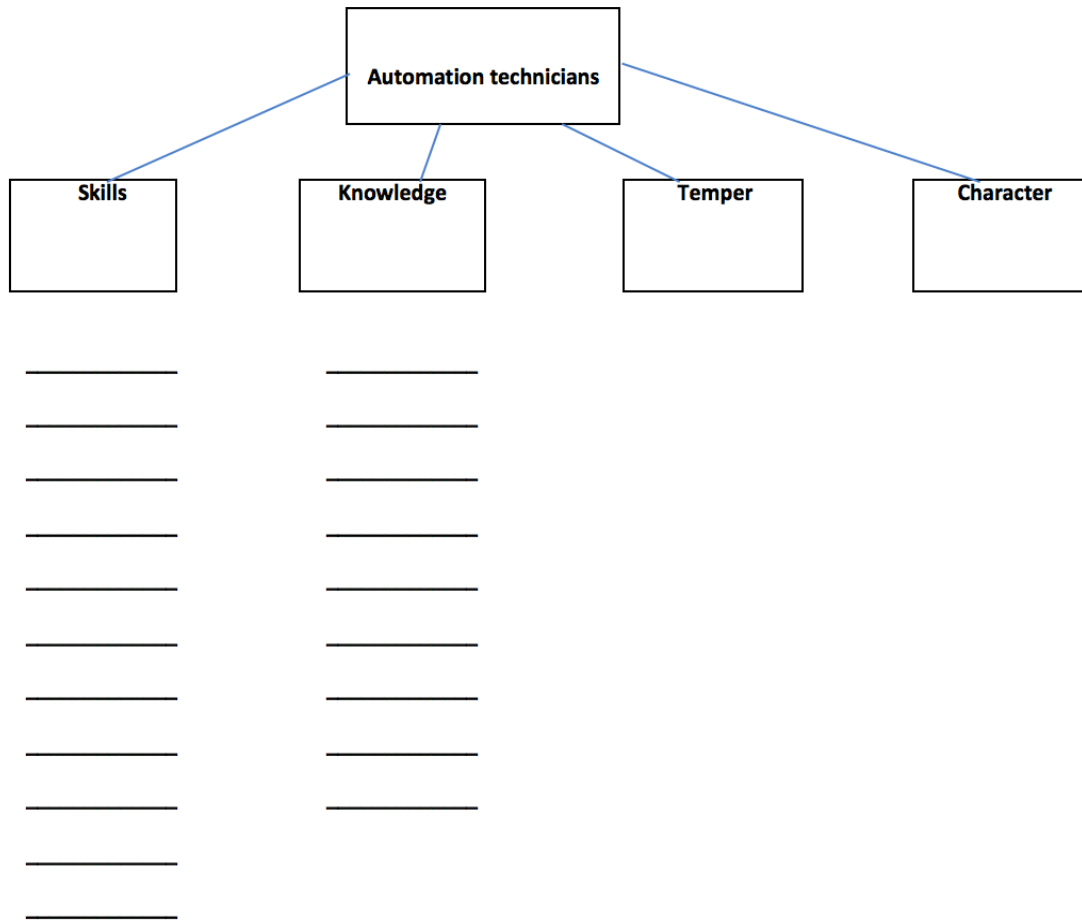 Automation technicians
Skills
Knowledge
Temper
Character